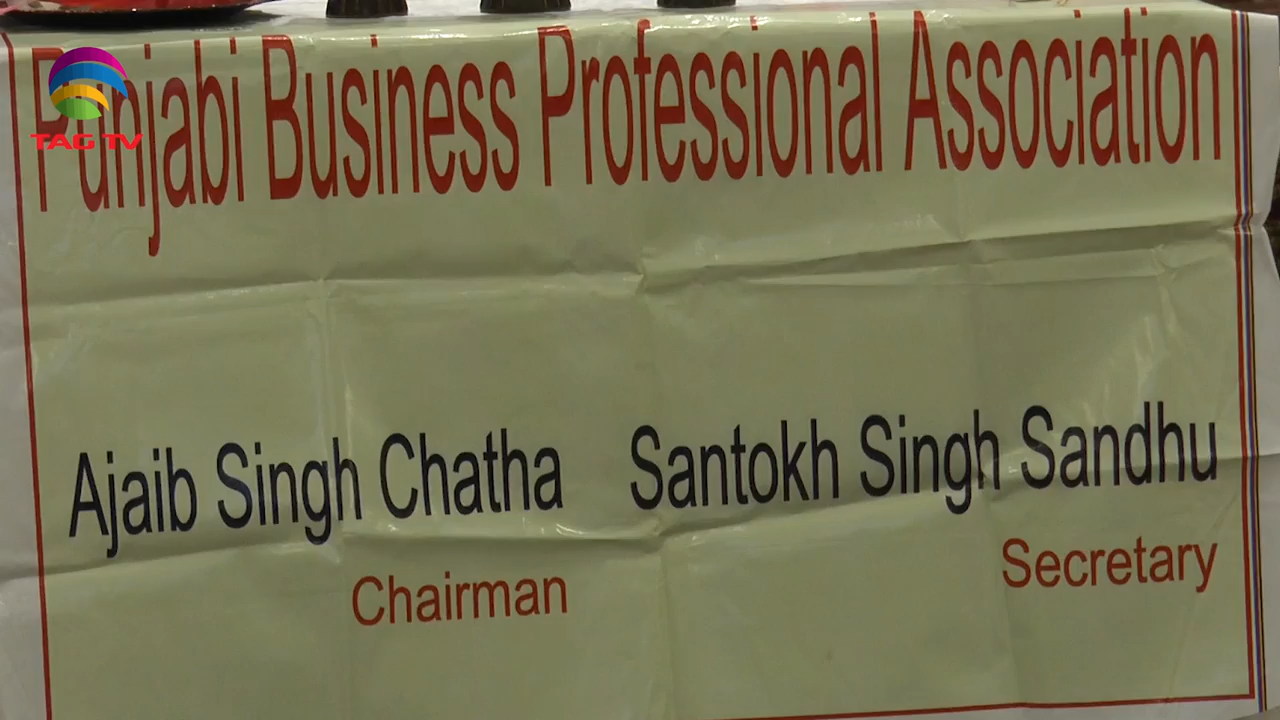 Punjabi Business Professional Association
TAG TV
Ajaib Singh Chatha Santokh Singh Sandhu
Chairman Secretary